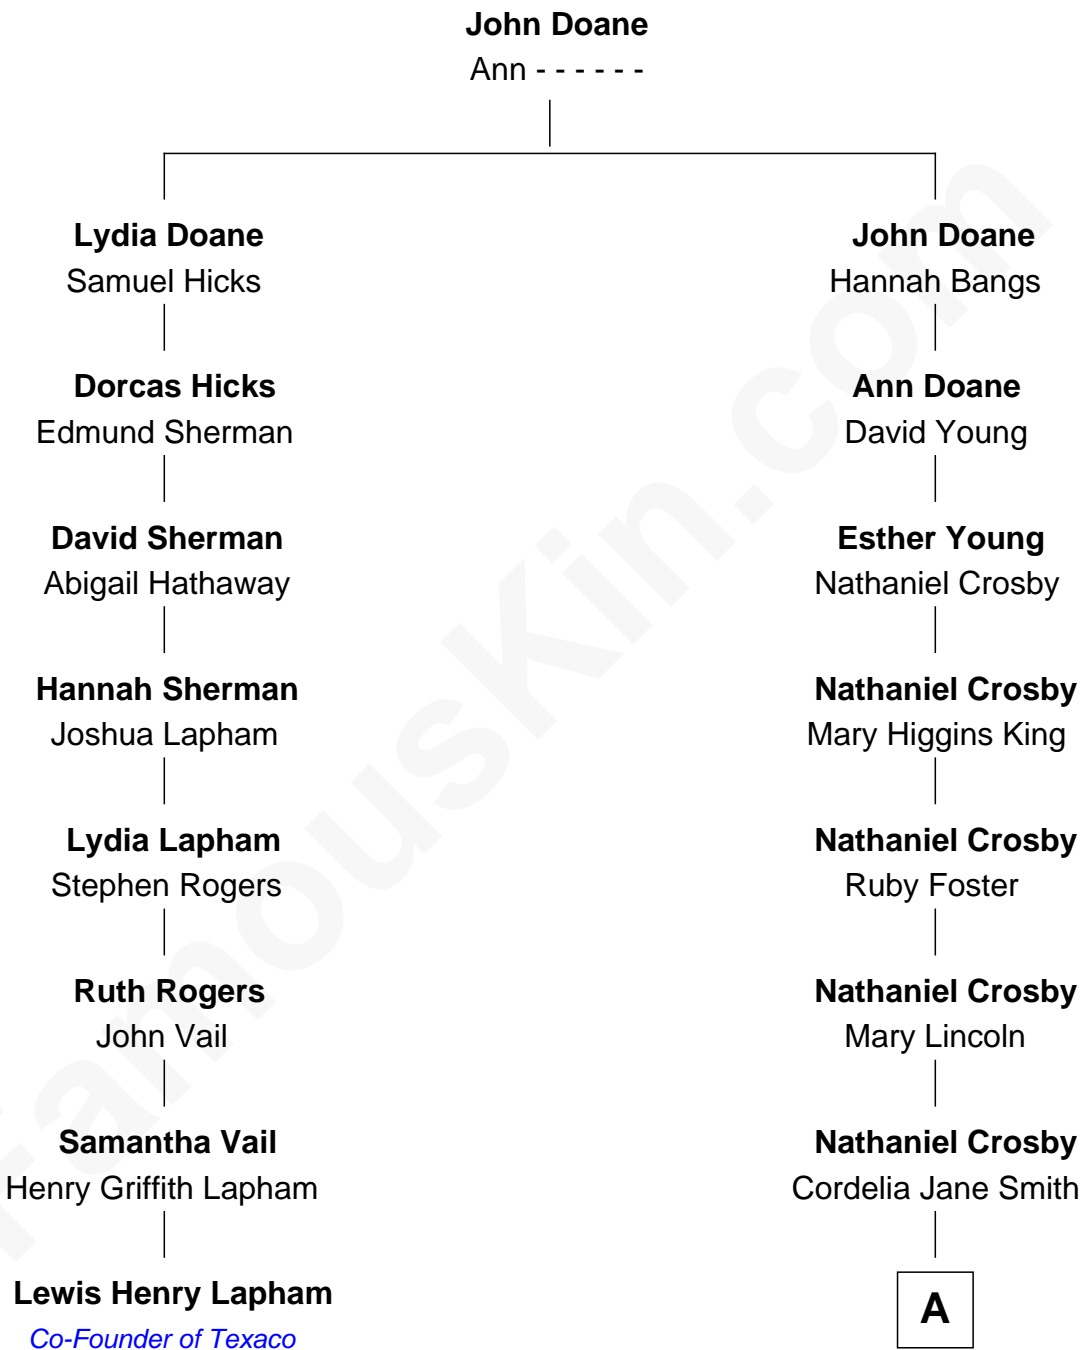 John Doane
Ann - - - - - -
Lydia Doane
Samuel Hicks
John Doane
Hannah Bangs
Dorcas Hicks
Edmund Sherman
Ann Doane
David Young
David Sherman
Abigail Hathaway
Esther Young
Nathaniel Crosby
Hannah Sherman
Joshua Lapham
Nathaniel Crosby
Mary Higgins King
Lydia Lapham
Stephen Rogers
Nathaniel Crosby
Ruby Foster
Ruth Rogers
John Vail
Nathaniel Crosby
Mary Lincoln
Samantha Vail
Henry Griffith Lapham
Nathaniel Crosby
Cordelia Jane Smith
Lewis Henry Lapham
Co-Founder of Texaco
A
FamousKin.com